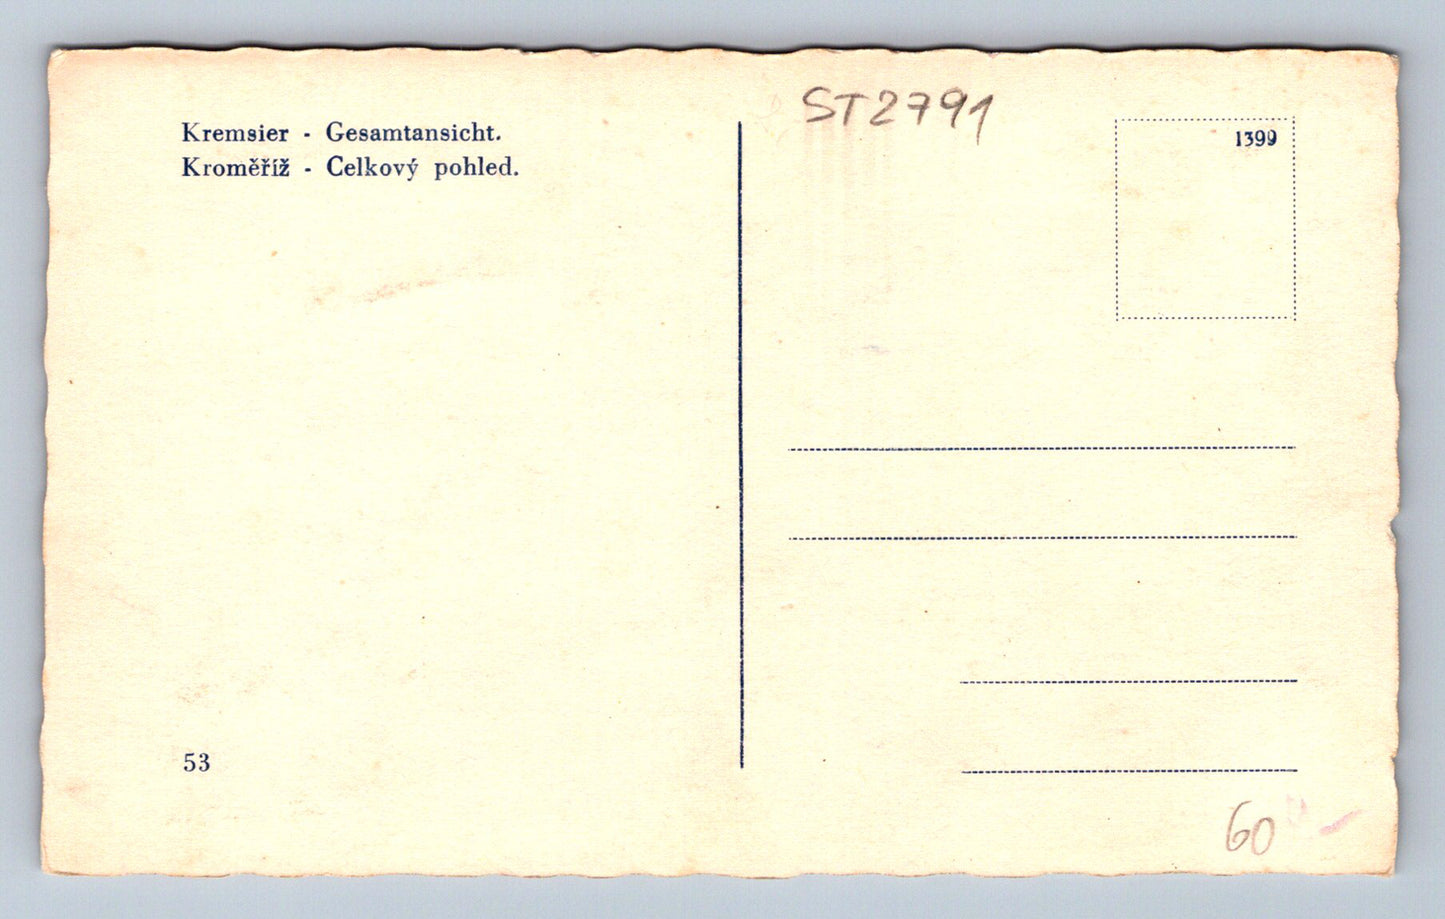 Kremsier - Gesamtansicht.
Kroměříž - Celkový pohled.
ST2791
1399
53
60